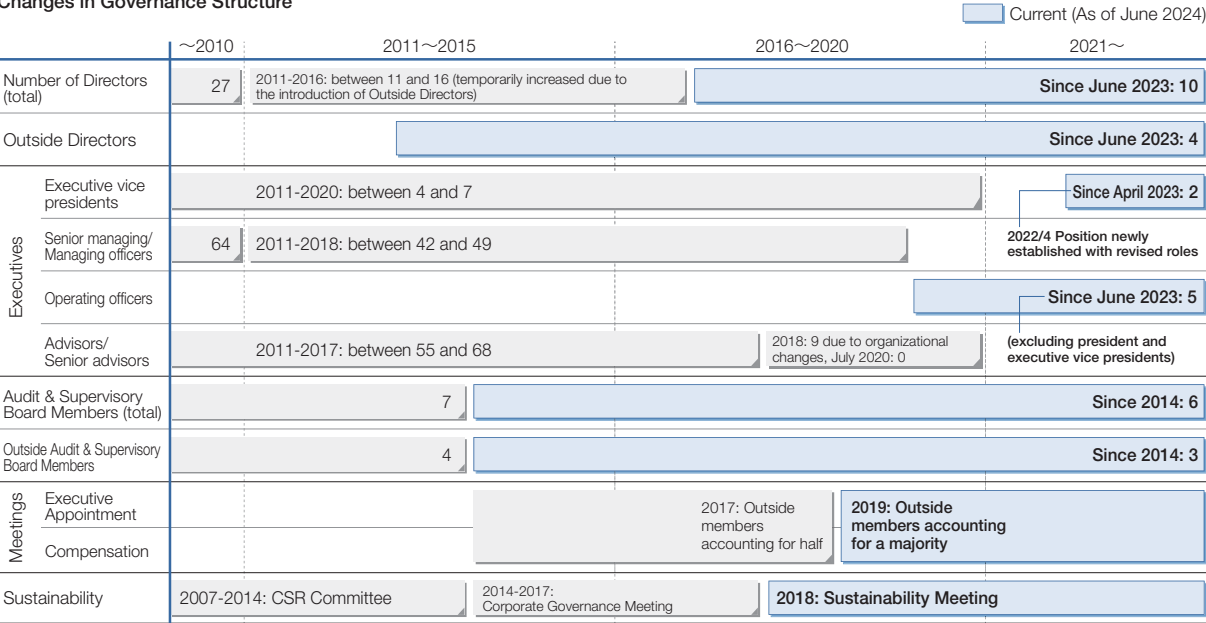 Changes in Governance Structure
Current (As of June 2024)
～2010
2011～2015
2016～2020
2021～
Number of Directors
(total)
27
2011-2016: between 11 and 16 (temporarily increased due to
the introduction of Outside Directors)
Since June 2023: 10
Outside Directors
Since June 2023: 4
Executives
Executive vice
presidents
2011-2020: between 4 and 7
Since April 2023: 2
2022/4 Position newly
established with revised roles
Senior managing/
Managing officers
64
2011-2018: between 42 and 49
Operating officers
Since June 2023: 5
(excluding president and
executive vice presidents)
Advisors/
Senior advisors
2011-2017: between 55 and 68
2018: 9 due to organizational
changes, July 2020: 0
Audit & Supervisory
Board Members (total)
7
Since 2014: 6
Outside Audit & Supervisory
Board Members
4
Since 2014: 3
Meetings
Executive
Appointment
Compensation
2017: Outside
members
accounting for half
2019: Outside
members accounting
for a majority
Sustainability
2007-2014: CSR Committee
2014-2017:
Corporate Governance Meeting
2018: Sustainability Meeting